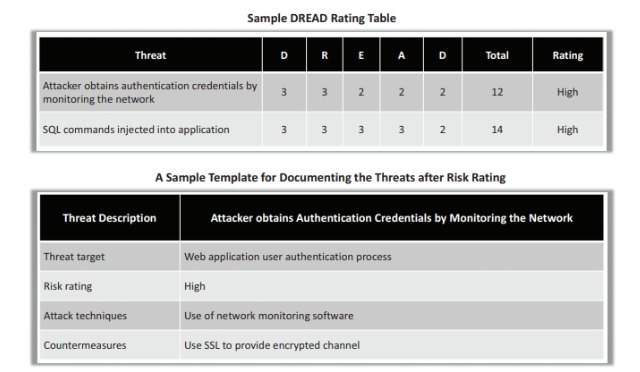 Sample DREAD Rating Table
Threat D R E A D Total Rating
Attacker obtains authentication credentials by
monitoring the network 3 3 2 2 2 12 High
SQL commands injected into application 3 3 3 3 2 14 High
A Sample Template for Documenting the Threats after Risk Rating
Threat Description Attacker obtains Authentication Credentials by Monitoring the Network
Threat target Web application user authentication process
Risk rating High
Attack techniques Use of network monitoring software
Countermeasures Use SSL to provide encrypted channel